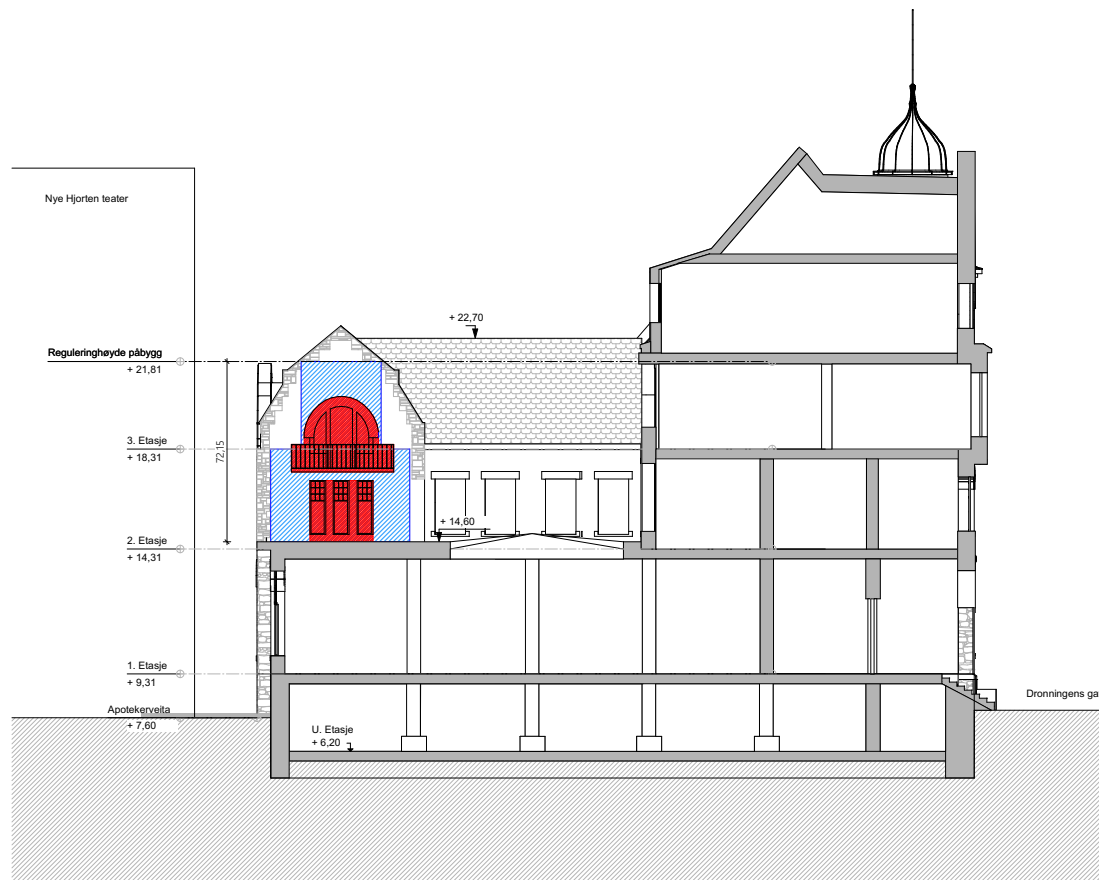 Nye Hjorten teater
+ 22,70
Reguleringhøyde påbygg
+ 21,81
3. Etasje
+ 18,31
72,15
+ 14,60
2. Etasje
+ 14,31
1. Etasje
+ 9,31
Apotekerveita
+ 7,60
U. Etasje
+ 6,20
Dronningens ga